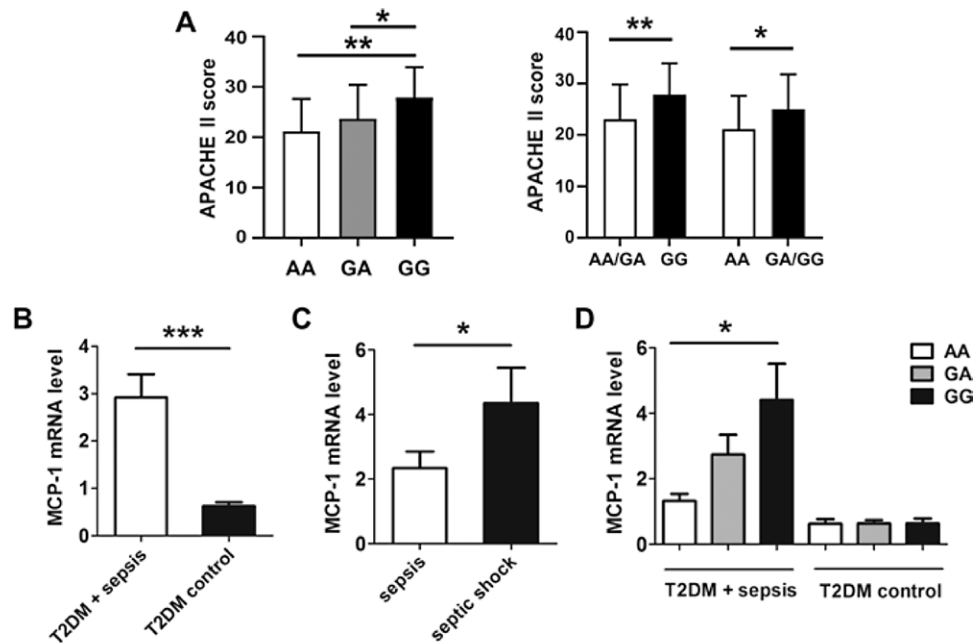 A
*
**
APACHE II score
40
30
20
10
0
AA GA GG
**
*
APACHE II score
40
30
20
10
0
AA/GA GG AA GA/GG
B
***
MCP-1 mRNA level
4
3
2
1
0
T2DM + sepsis
T2DM control
C
*
MCP-1 mRNA level
6
4
2
0
sepsis
septic shock
D
*
MCP-1 mRNA level
6
4
2
0
T2DM + sepsis T2DM control
AA
GA
GG